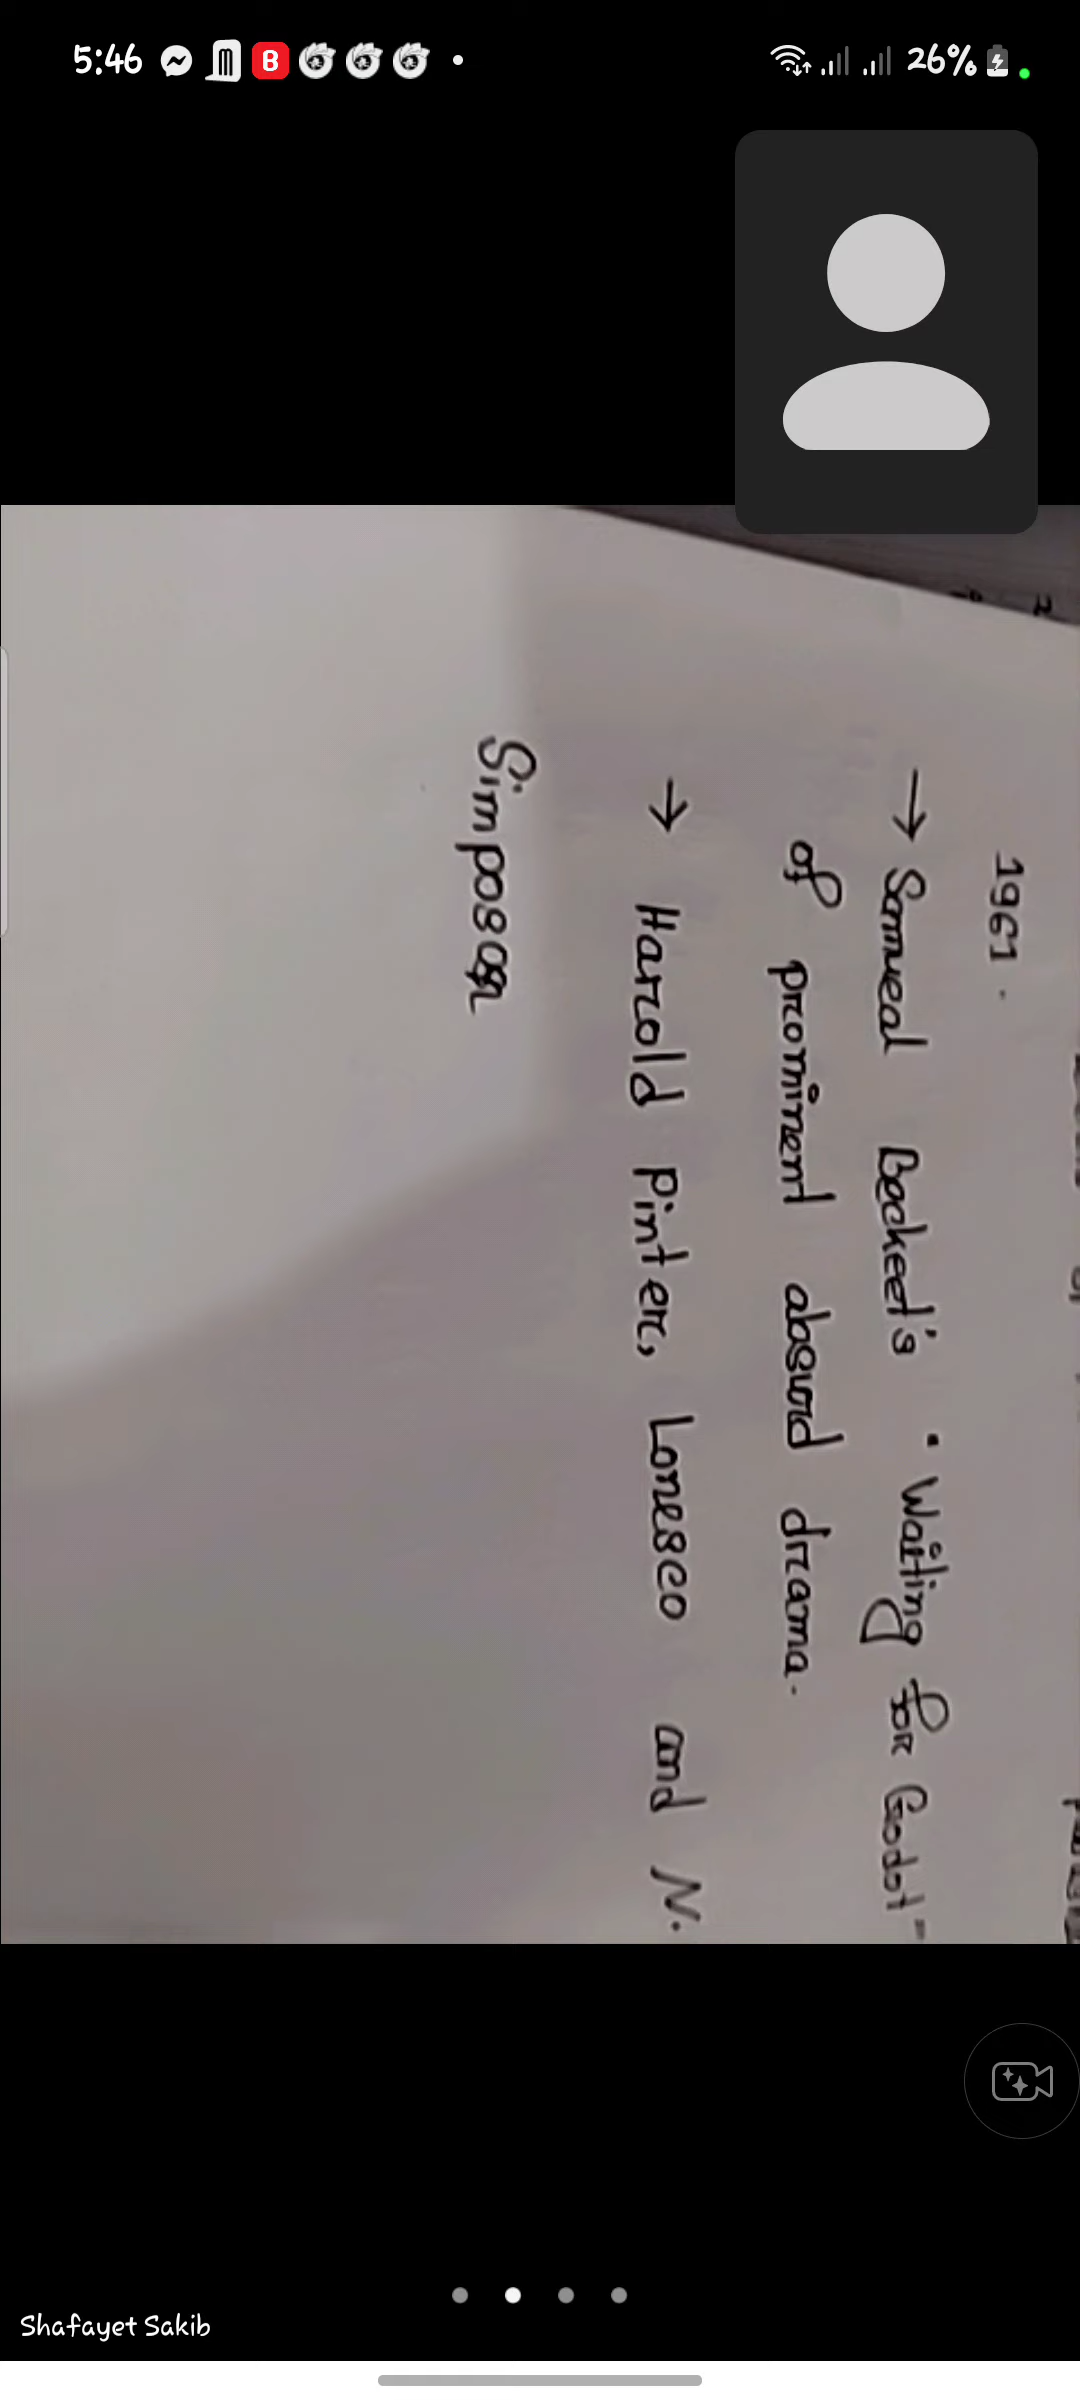 5:46
26%
1961.
→ Samueal Beckeet's "Waiting for Godot"
of prominent absurd drama.
→ Harold Pinter, Lonesco and N.
Simpson
Shafayet Sakib